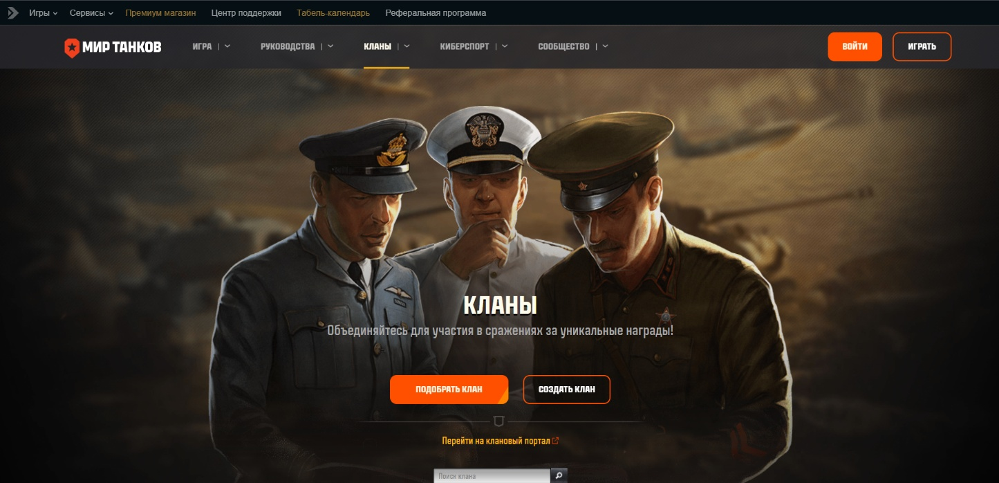 Игры Сервисы Премиум магазин Центр поддержки Табель-календарь Реферальная программа
МИР ТАНКОВ ИГРА РУКОВОДСТВА КЛАНЫ КИБЕРСПОРТ СООБЩЕСТВО ВОЙТИ ИГРАТЬ
КЛАНЫ
Объединяйтесь для участия в сражениях за уникальные награды!
ПОДОБРАТЬ КЛАН СОЗДАТЬ КЛАН
Перейти на клановый портал
Поиск клана